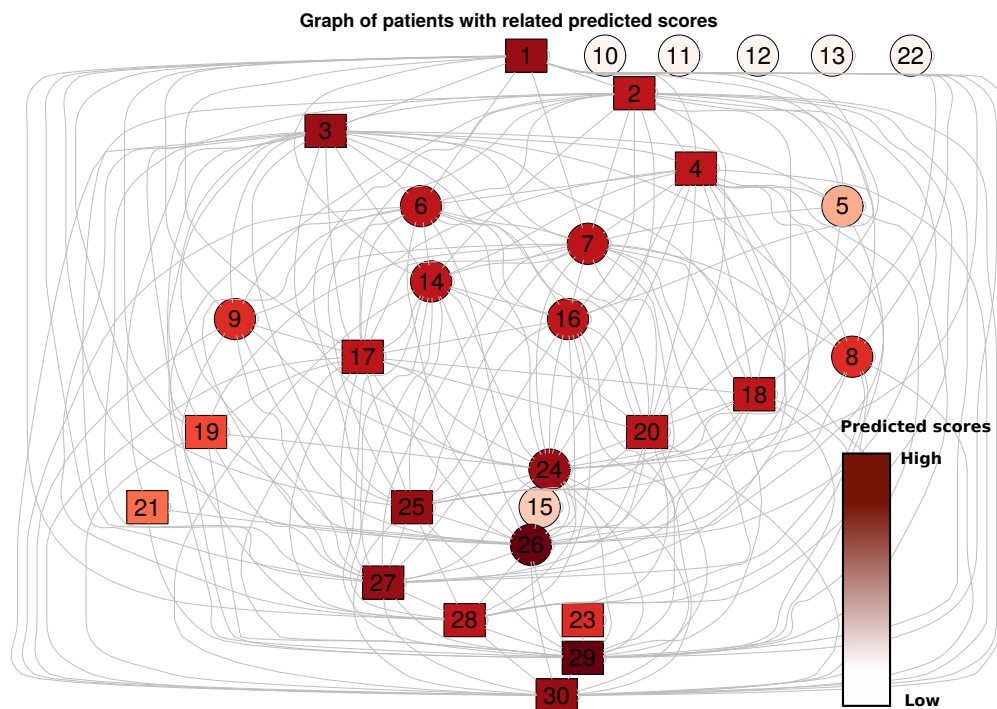 Graph of patients with related predicted scores
1 10 11 12 13 22
2
3
4
6 5
7
14
9 16
17 8
18
19 20
24
21 25 15
26
27
28 23
29
30
Predicted scores
High
Low